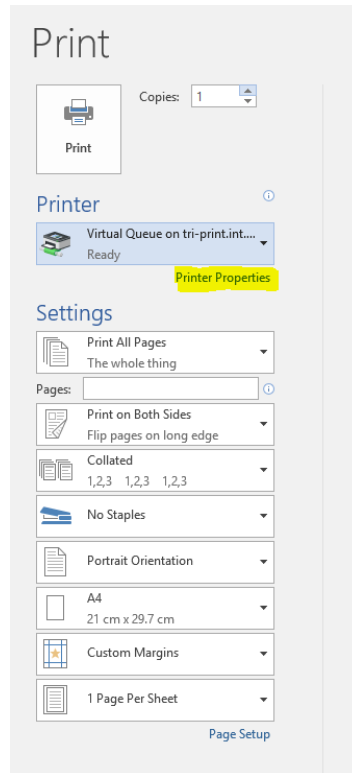 Print
Copies: 1
Print
Printer
Virtual Queue on tri-print.int....
Ready
Printer Properties
Settings
Print All Pages
The whole thing
Pages:
Print on Both Sides
Flip pages on long edge
Collated
1,2,3 1,2,3 1,2,3
No Staples
Portrait Orientation
A4
21 cm x 29.7 cm
Custom Margins
1 Page Per Sheet
Page Setup